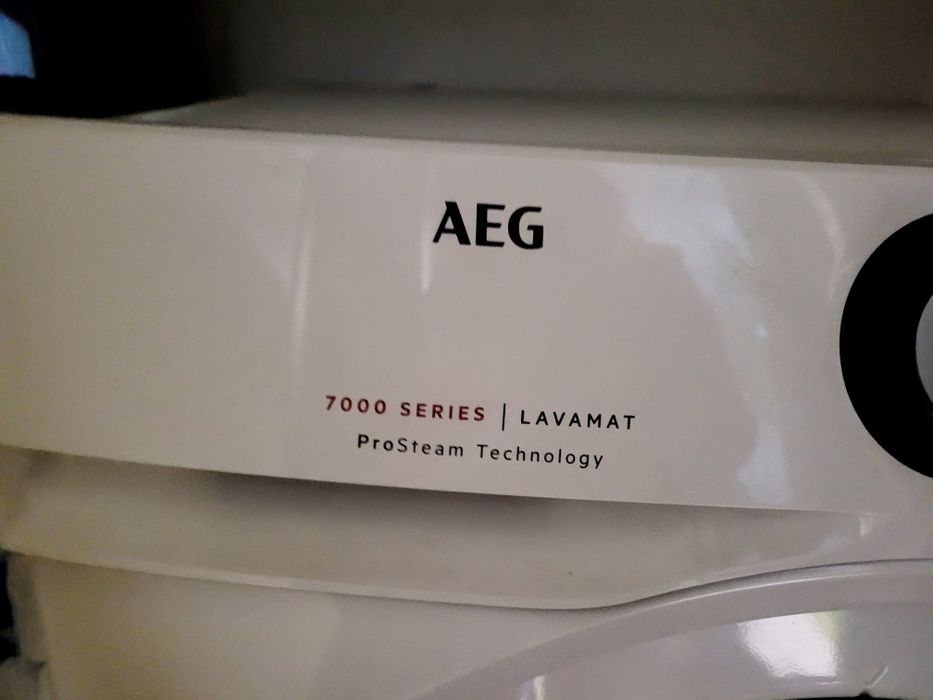 AEG
7000 SERIES | LAVAMAT
ProSteam Technology